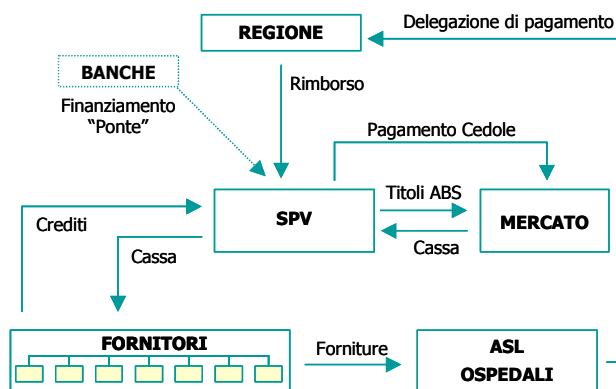 Delegazione di pagamento
REGIONE
BANCHE
Rimborso
Finanziamento
“Ponte”
Pagamento Cedole
Titoli ABS
SPV
MERCATO
Crediti
Cassa
Cassa
FORNITORI
Forniture
ASL
OSPEDALI